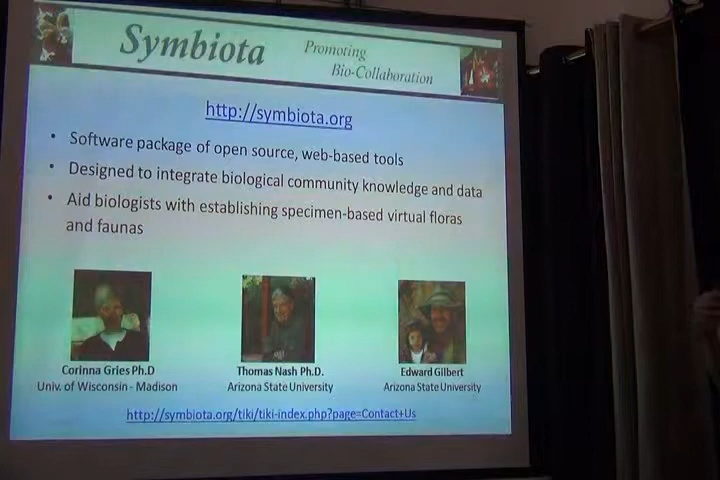 Symbiota
Promoting
Bio-Collaboration
http://symbiota.org
• Software package of open source, web-based tools
• Designed to integrate biological community knowledge and data
• Aid biologists with establishing specimen-based virtual floras
and faunas
Corinna Gries Ph.D
Univ. of Wisconsin - Madison
Thomas Nash Ph.D.
Arizona State University
Edward Gilbert
Arizona State University
http://symbiota.org/tiki/tiki-index.php?page=Contact+Us